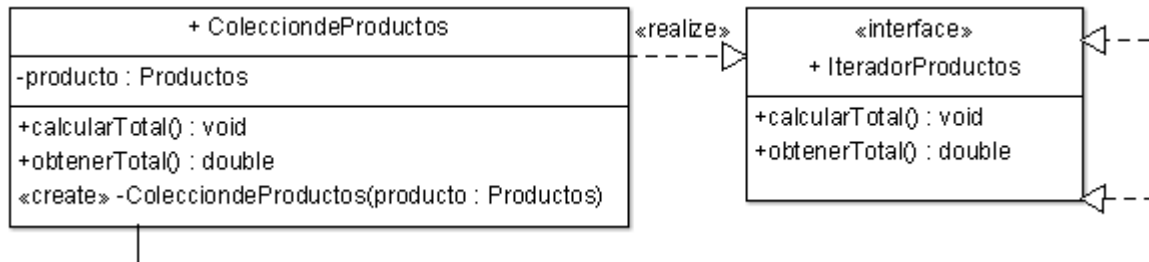 + ColecciondeProductos
-producto : Productos
+calcularTotal() : void
+obtenerTotal() : double
«create» -ColecciondeProductos(producto : Productos)
«realize»
«interface»
+ IteradorProductos
+calcularTotal() : void
+obtenerTotal() : double